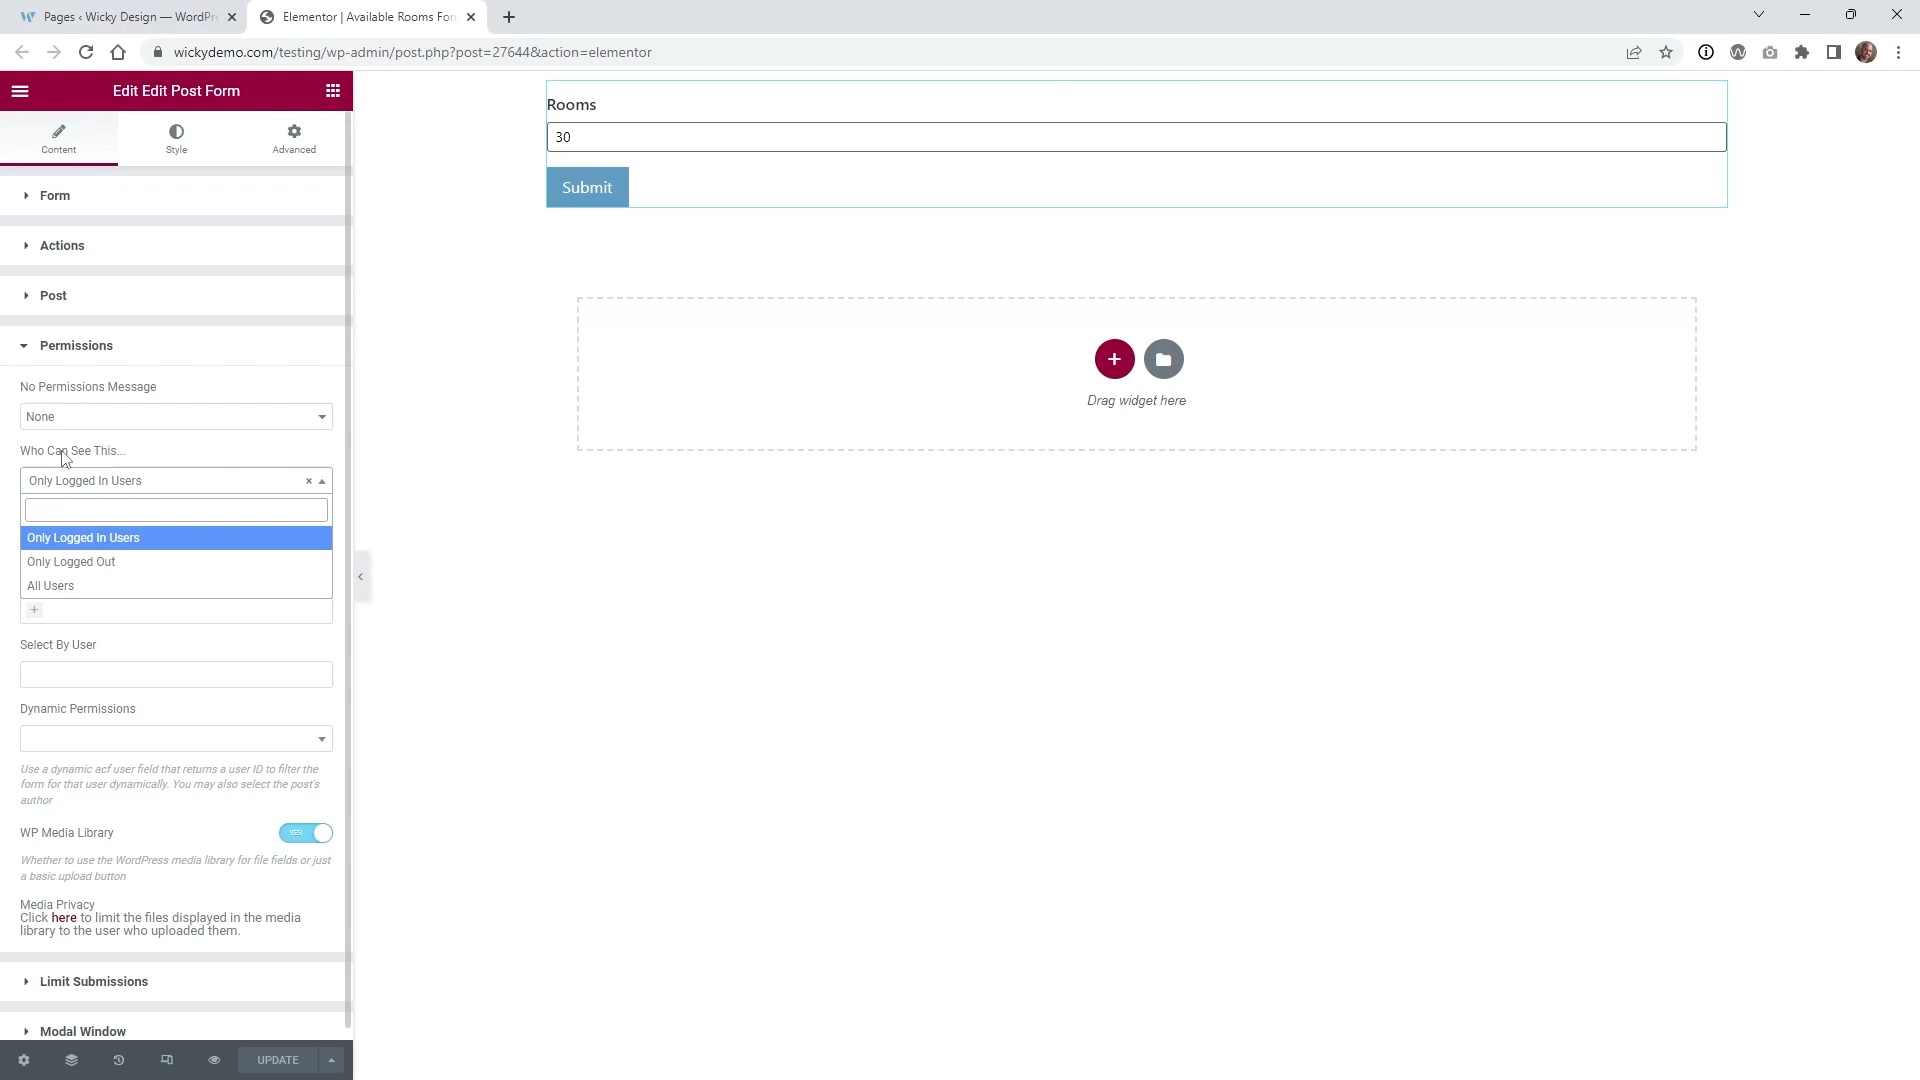 Pages ‹ Wicky Design — WordPre
Elementor | Available Rooms For
wickydemo.com/testing/wp-admin/post.php?post=27644&action=elementor
Edit Edit Post Form
Content
Style
Advanced
Form
Actions
Post
Permissions
No Permissions Message
None
Who Can See This...
Only Logged In Users
Only Logged In Users
Only Logged Out
All Users
Select By User
Dynamic Permissions
Use a dynamic acf user field that returns a user ID to filter the
form for that user dynamically. You may also select the post's
author
WP Media Library
YES
Whether to use the WordPress media library for file fields or just
a basic upload button
Media Privacy
Click here to limit the files displayed in the media
library to the user who uploaded them.
Limit Submissions
Modal Window
UPDATE
Rooms
30
Submit
Drag widget here